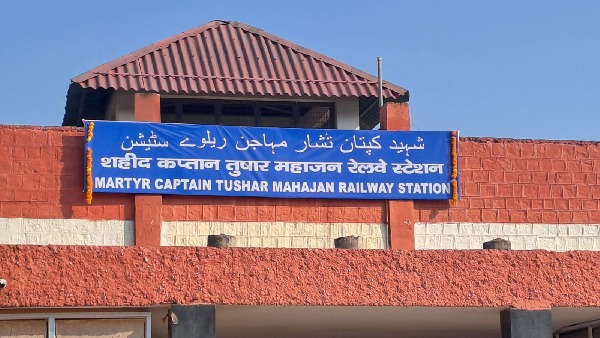 شہید کپتان تشار مہاجن ریلوے سٹیشن
शहीद कप्तान तुषार महाजन रेलवे स्टेशन
MARTYR CAPTAIN TUSHAR MAHAJAN RAILWAY STATION